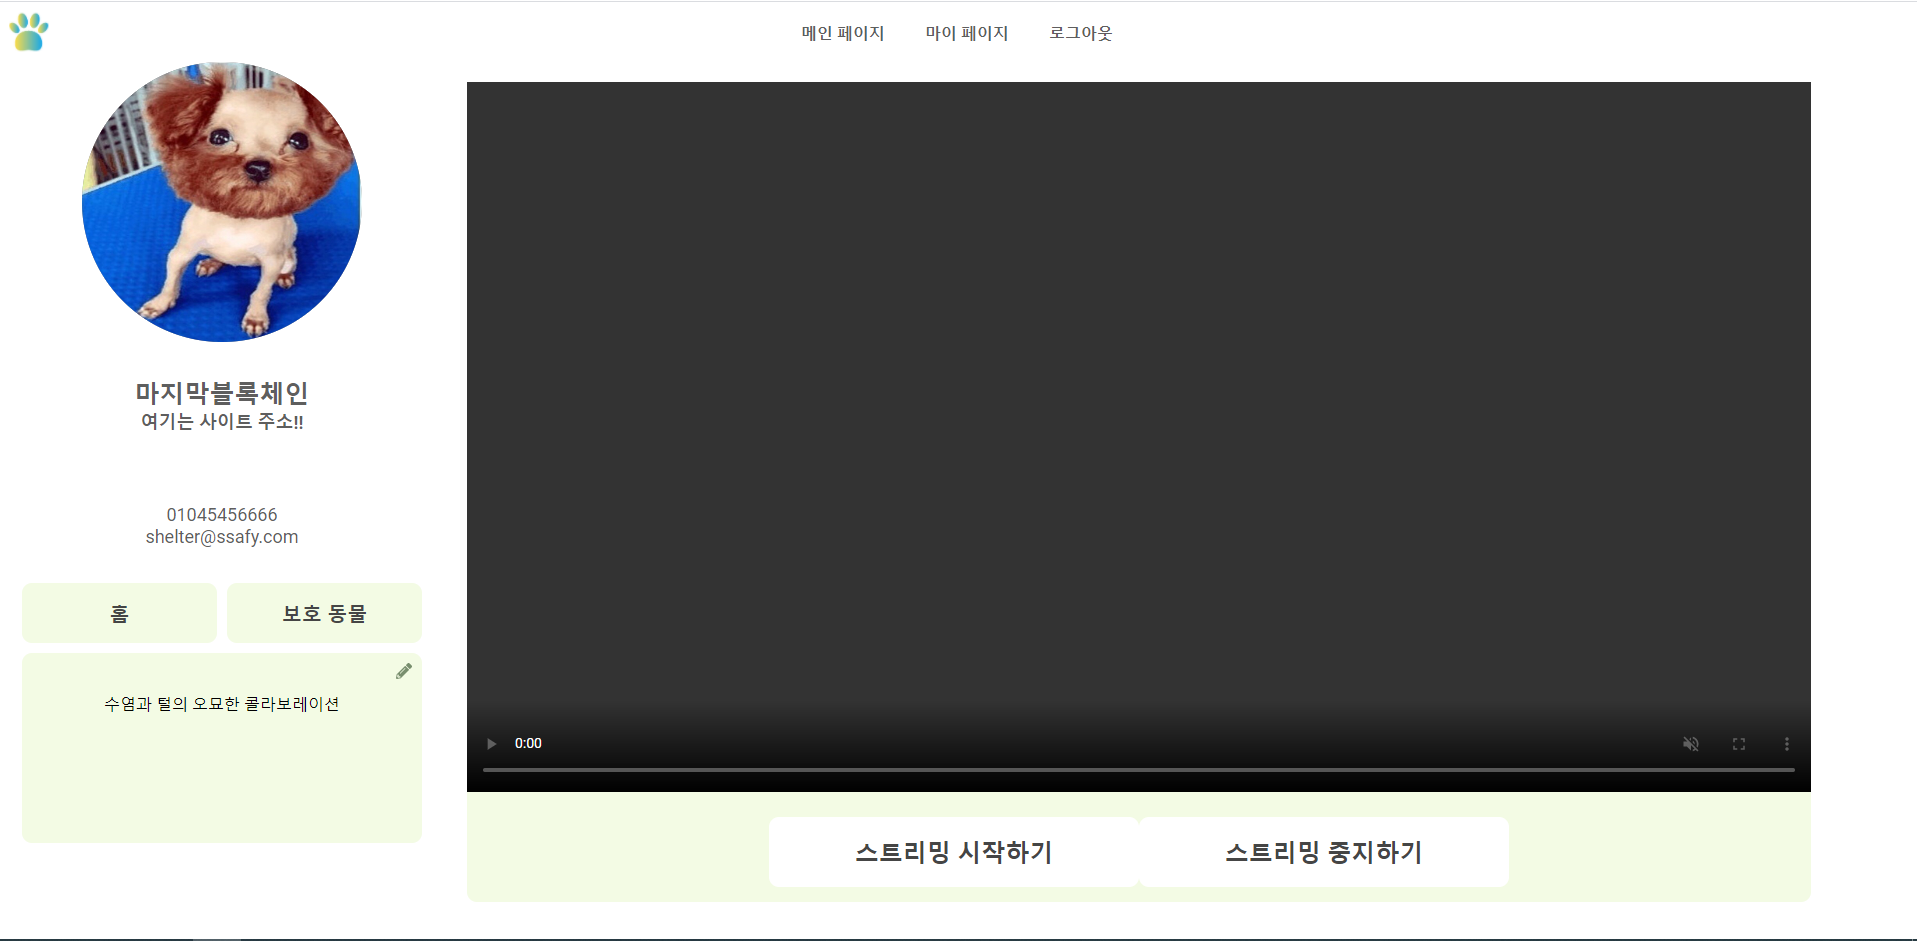 메인 페이지 마이 페이지 로그아웃
마지막블록체인
여기는 사이트 주소!!
01045456666
shelter@ssafy.com
홈 보호 동물
수염과 털의 오묘한 콜라보레이션
0:00
스트리밍 시작하기 스트리밍 중지하기